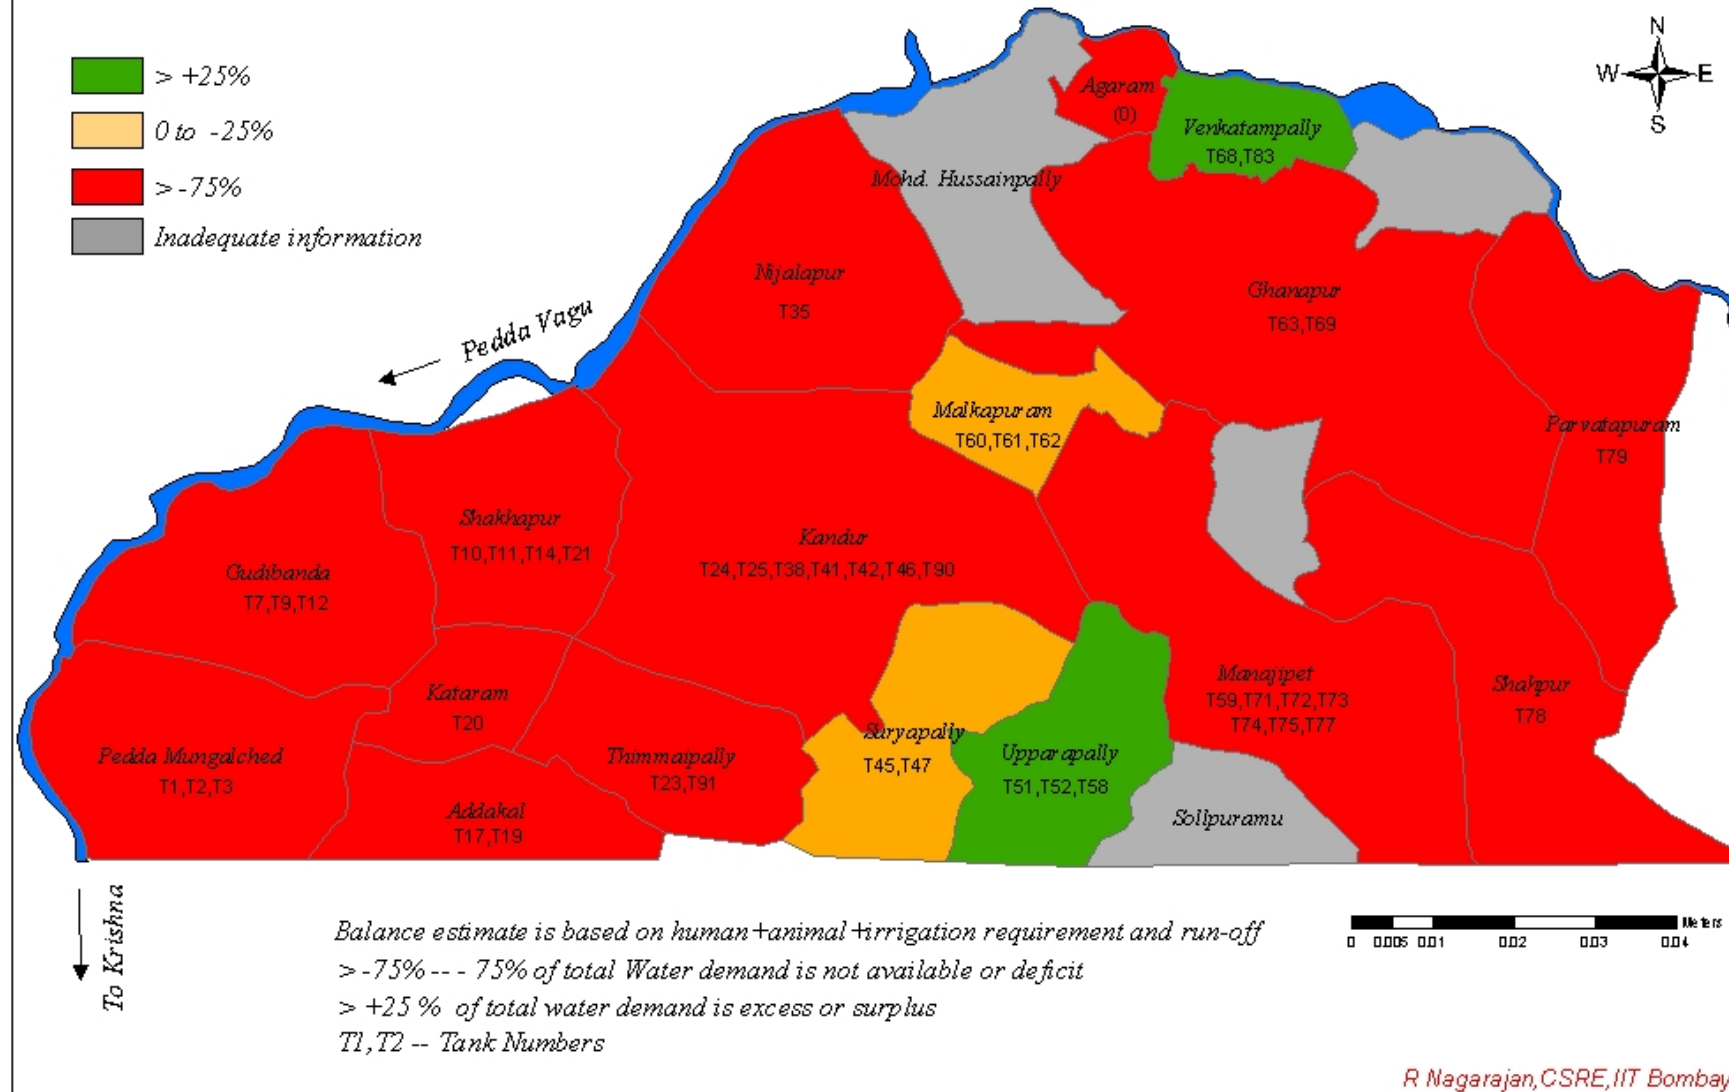 > +25%
0 to -25%
> -75%
Inadequate information
N
W
E
S
Agaram
(0)
Venkatampally
T68,T83
Mohd. Hussainpally
Nijalapur
T35
Ghanapur
T63,T69
Pedda Vagu
Malkapuram
T60,T61,T62
Parvatapuram
T79
Shakhapur
T10,T11,T14,T21
Kandur
T24,T25,T38,T41,T42,T46,T90
Gudibanda
T7,T9,T12
Kataram
T20
Manajipet
T59,T71,T72,T73
T74,T75,T77
Shahpur
T78
Pedda Mungalched
T1,T2,T3
Thimmaipally
T23,T91
Suryapally
T45,T47
Upparapally
T51,T52,T58
Addakal
T17,T19
Sollpuramu
To Krishna
Balance estimate is based on human+animal+irrigation requirement and run-off
> -75% -- - 75% of total Water demand is not available or deficit
> +25 % of total water demand is excess or surplus
T1,T2 -- Tank Numbers
Meters
0 0.005 0.01 0.02 0.03 0.04
R Nagarajan,CSRE,IIT Bombay